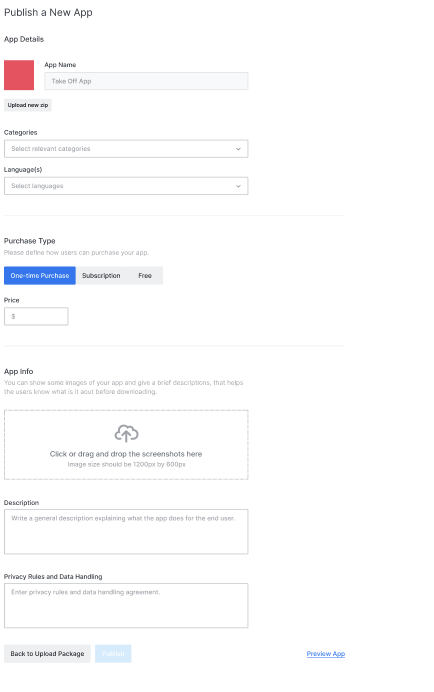 Publish a New App
App Details
App Name
Take Off App
Upload new zip
Categories
Select relevant categories
Language(s)
Select languages
Purchase Type
Please define how users can purchase your app.
One-time Purchase Subscription Free
Price
$
App Info
You can show some images of your app and give a brief descriptions, that helps
the users know what is it aout before downloading.
Click or drag and drop the screenshots here
Image size should be 1200px by 600px
Description
Write a general description explaining what the app does for the end user.
Privacy Rules and Data Handling
Enter privacy rules and data handling agreement.
Back to Upload Package Publish Preview App